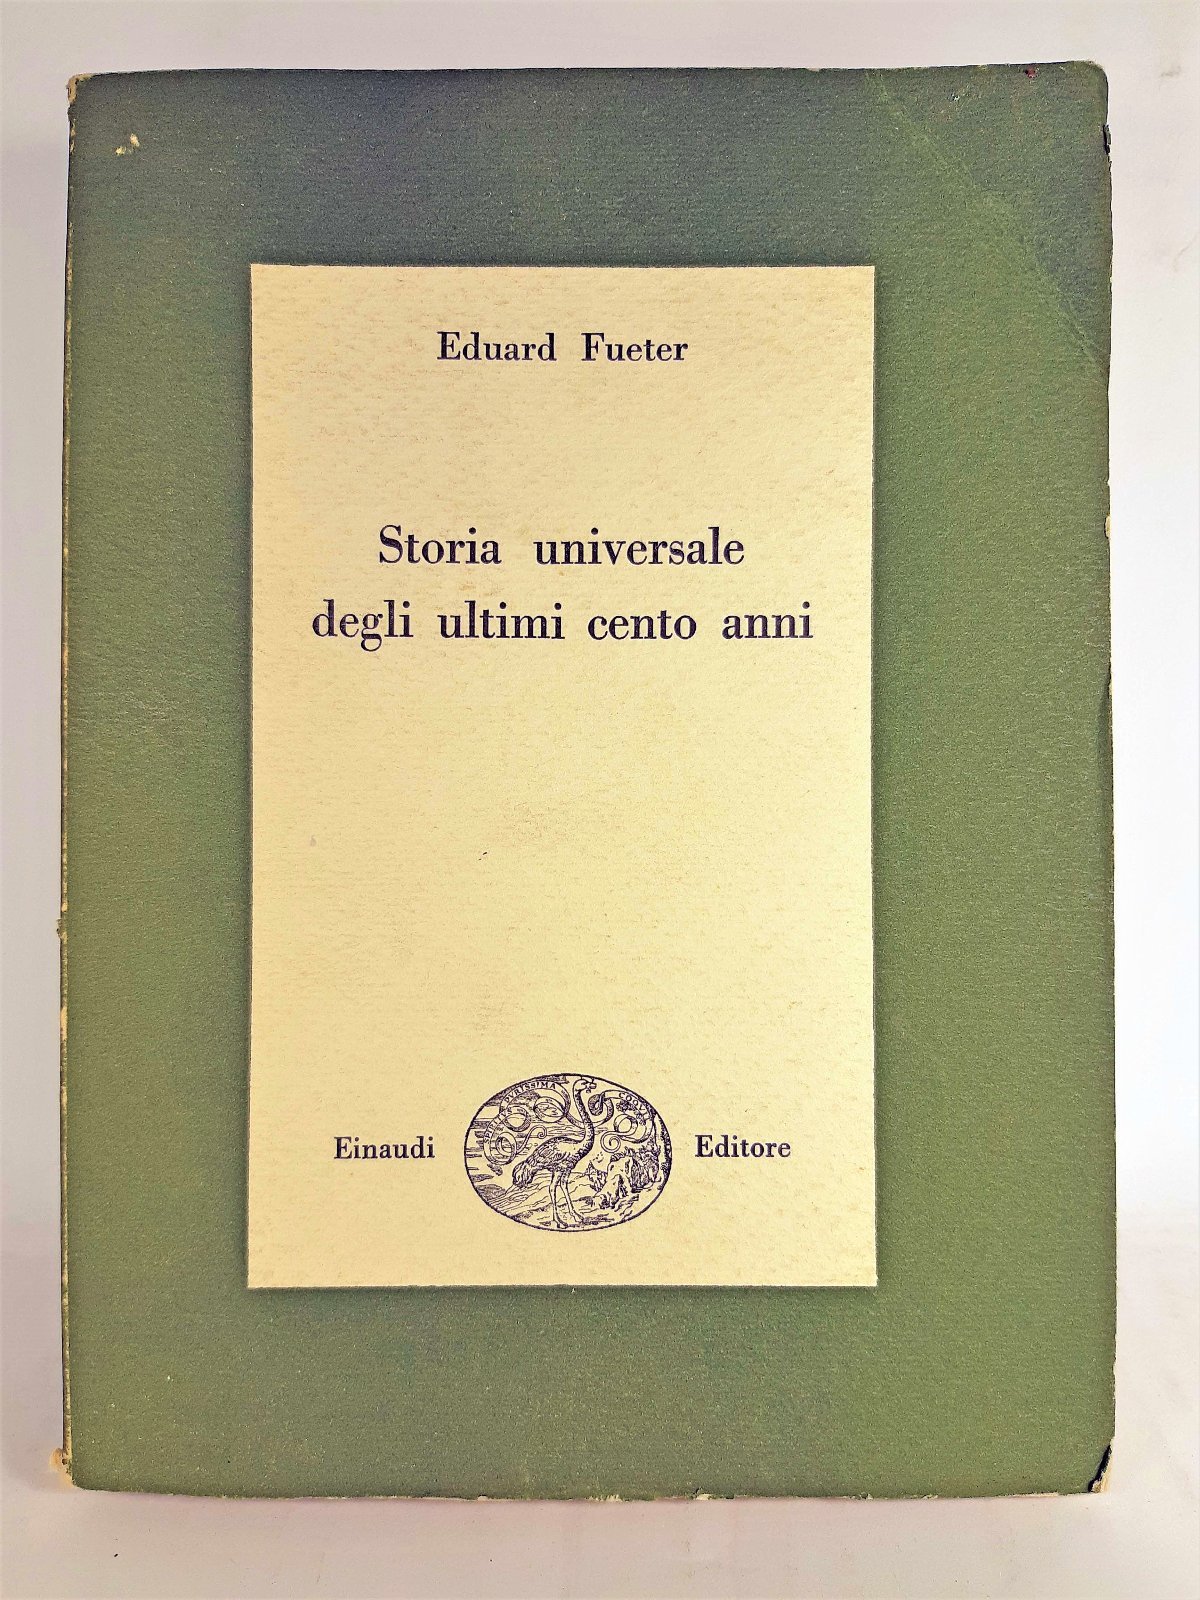 Eduard Fueter
Storia universale
degli ultimi cento anni
Einaudi Editore